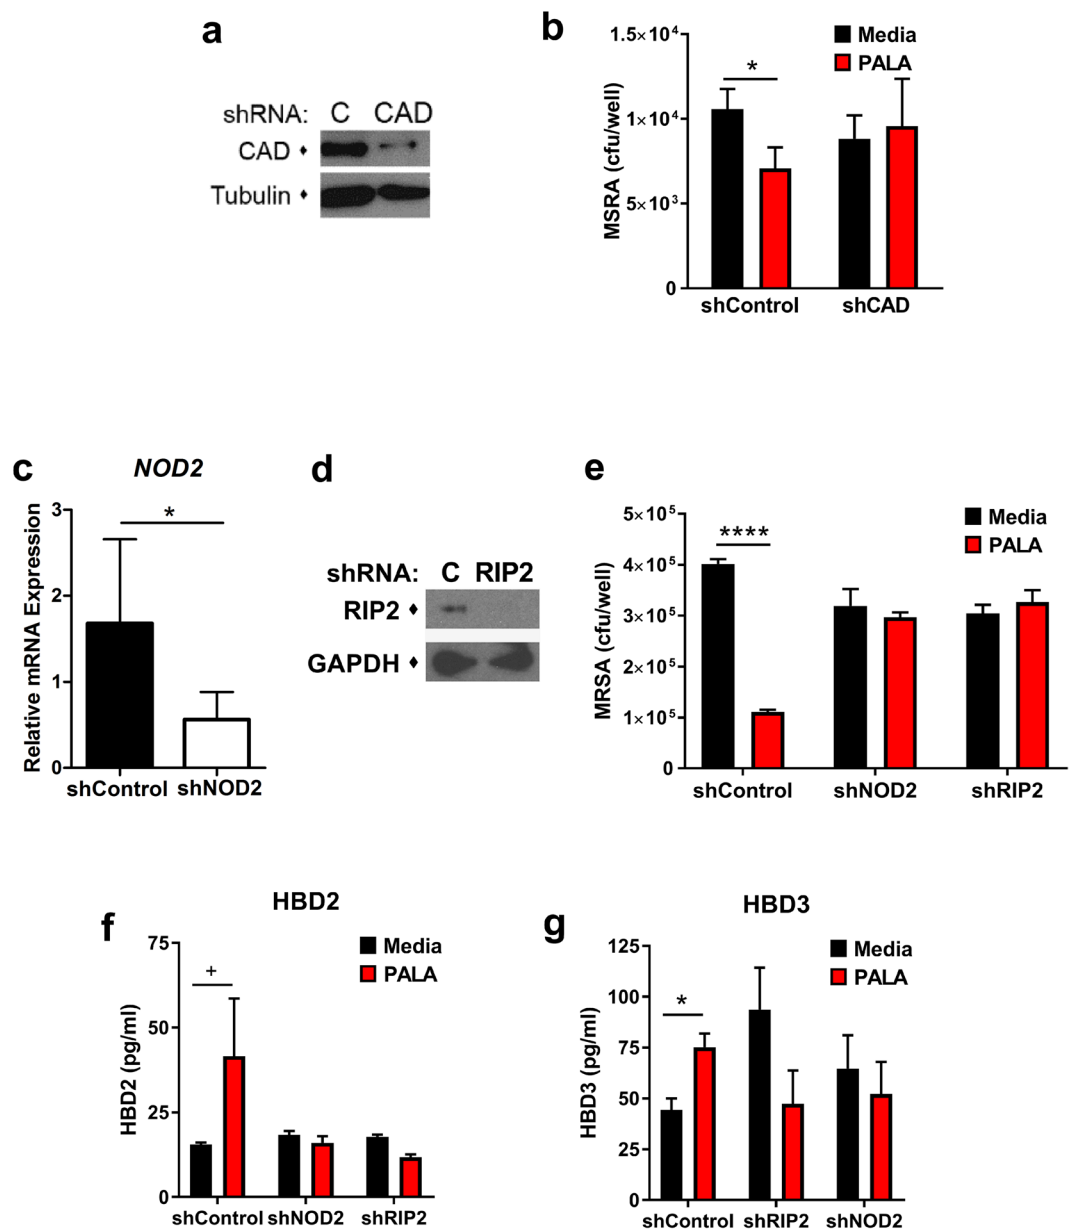 a
shRNA: C CAD
CAD ♦
Tubulin ♦
b
Media
PALA
MSRA (cfu/well)
1.5×10⁴
1×10⁴
5×10³
0
*
shControl shCAD
c
NOD2
Relative mRNA Expression
3
2
1
0
*
shControl shNOD2
d
shRNA: C RIP2
RIP2 ♦
GAPDH ♦
e
Media
PALA
MRSA (cfu/well)
5×10⁵
4×10⁵
3×10⁵
2×10⁵
1×10⁵
0
****
shControl shNOD2 shRIP2
f
HBD2
Media
PALA
HBD2 (pg/ml)
75
50
25
0
+
shControl shNOD2 shRIP2
g
HBD3
Media
PALA
HBD3 (pg/ml)
125
100
75
50
25
0
*
shControl shRIP2 shNOD2